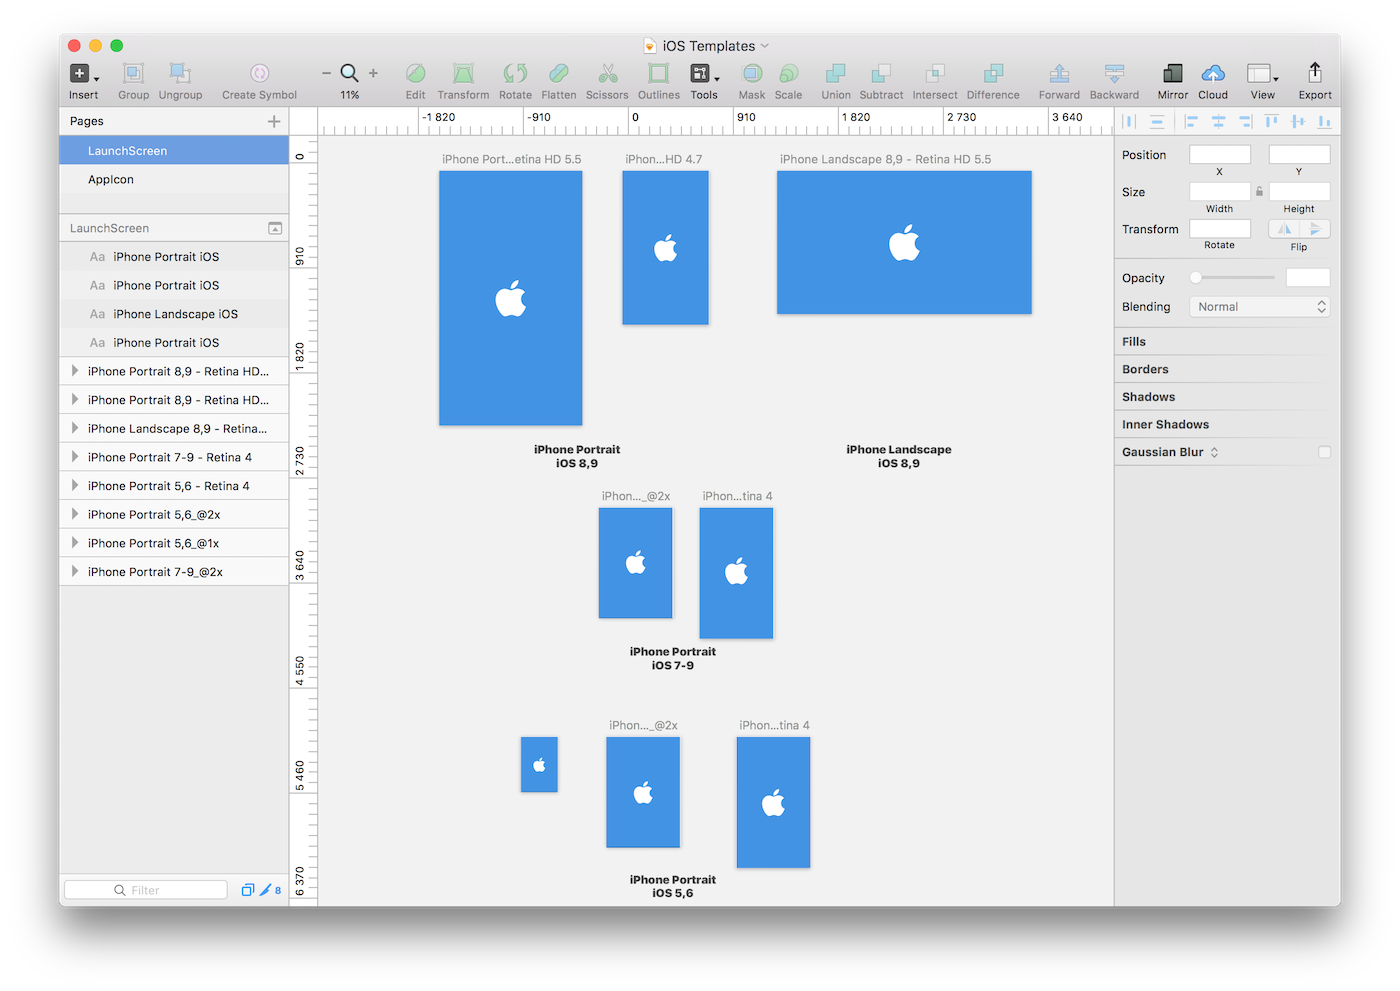 iOS Templates
Insert
Group
Ungroup
Create Symbol
11%
Edit
Transform
Rotate
Flatten
Scissors
Outlines
Tools
Mask
Scale
Union
Subtract
Intersect
Difference
Forward
Backward
Mirror
Cloud
View
Export
Pages
LaunchScreen
AppIcon
LaunchScreen
Aa iPhone Portrait iOS
Aa iPhone Portrait iOS
Aa iPhone Landscape iOS
Aa iPhone Portrait iOS
iPhone Portrait 8,9 - Retina HD...
iPhone Portrait 8,9 - Retina HD...
iPhone Landscape 8,9 - Retina...
iPhone Portrait 7-9 - Retina 4
iPhone Portrait 5,6 - Retina 4
iPhone Portrait 5,6_@2x
iPhone Portrait 5,6_@1x
iPhone Portrait 7-9_@2x
Filter
8
-1 820
-910
0
910
1 820
2 730
3 640
0
910
1 820
2 730
3 640
4 550
5 460
6 370
iPhone Port...etina HD 5.5
iPhon...HD 4.7
iPhone Landscape 8,9 - Retina HD 5.5
iPhone Portrait
iOS 8,9
iPhone Landscape
iOS 8,9
iPhon..._@2x
iPhon...tina 4
iPhone Portrait
iOS 7-9
iPhon..._@2x
iPhon...tina 4
iPhone Portrait
iOS 5,6
Position
X
Y
Size
Width
Height
Transform
Rotate
Flip
Opacity
Blending
Normal
Fills
Borders
Shadows
Inner Shadows
Gaussian Blur